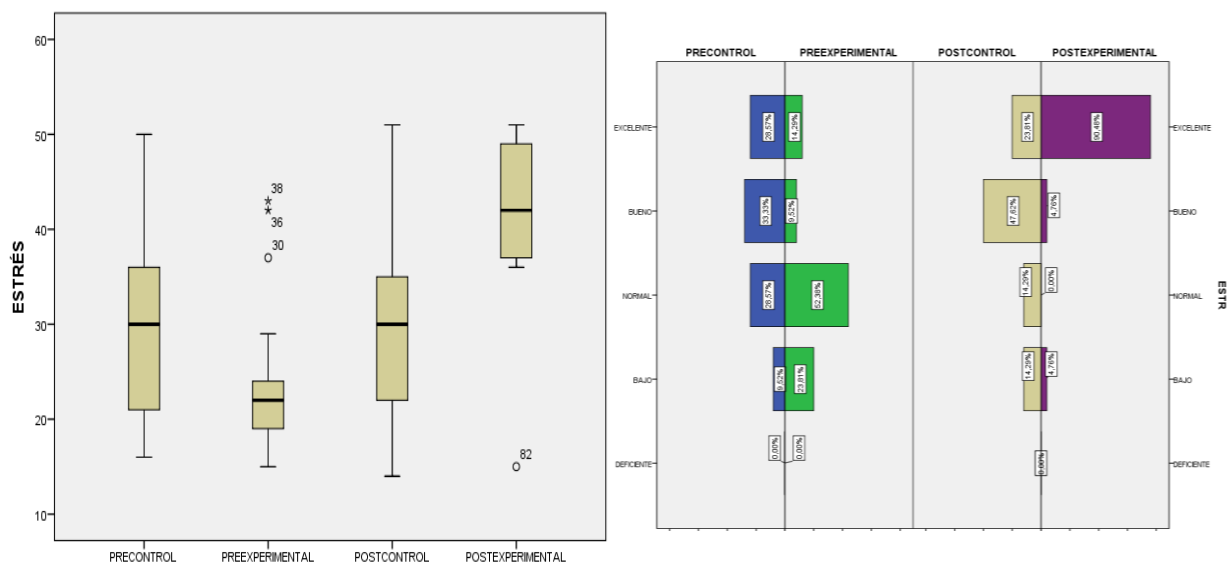 60
50
40
30
20
10
ESTRÉS
38
36
30
82
PRECONTROL
PREEXPERIMENTAL
POSTCONTROL
POSTEXPERIMENTAL
PRECONTROL
PREEXPERIMENTAL
POSTCONTROL
POSTEXPERIMENTAL
EXCELENTE
28,57%
14,29%
23,81%
90,48%
EXCELENTE
BUENO
33,33%
9,52%
47,62%
4,76%
BUENO
NORMAL
28,57%
52,38%
14,29%
0,00%
NORMAL
BAJO
9,52%
23,81%
14,29%
4,76%
BAJO
DEFICIENTE
0,00%
0,00%
0,00%
DEFICIENTE
ESTR